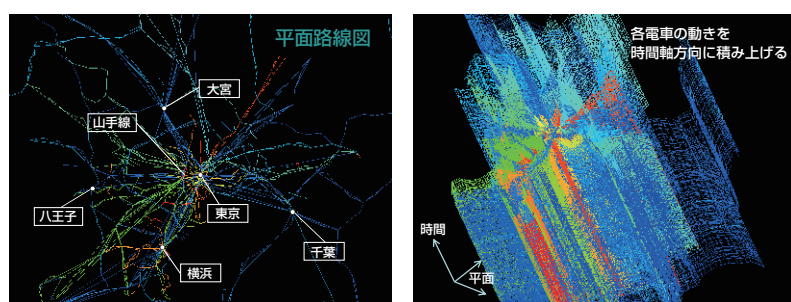 平面路線図
大宮
山手線
八王子
東京
千葉
横浜
各電車の動きを
時間軸方向に積み上げる
時間
平面